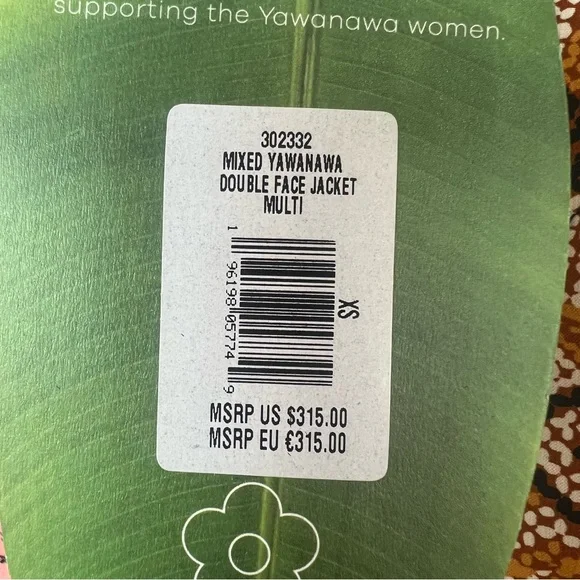 supporting the Yawanawa women.
302332
MIXED YAWANAWA
DOUBLE FACE JACKET
MULTI
1 96198 05774 9
XS
MSRP US $315.00
MSRP EU €315.00